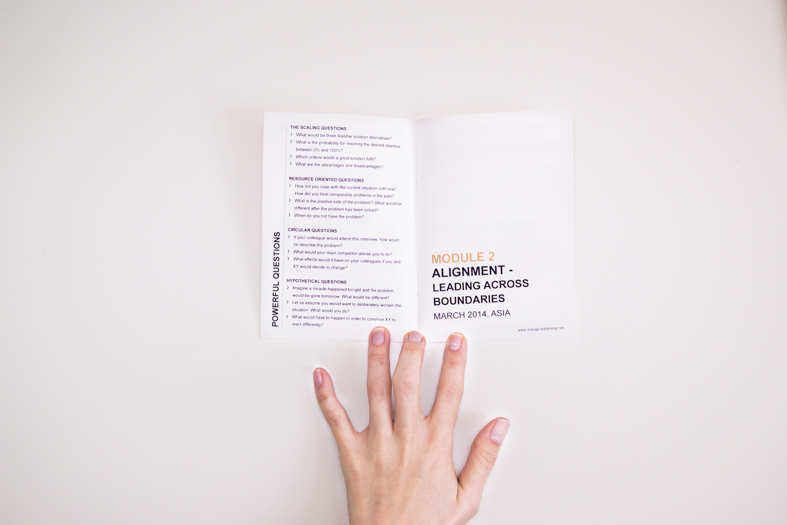 POWERFUL QUESTIONS
THE SCALING QUESTIONS
› What would be three feasible solution alternatives?
› What is the probability for reaching the desired objective
between 0% and 100%?
› Which criteria would a good solution fulfil?
› What are the advantages and disadvantages?
RESOURCE ORIENTED QUESTIONS
› How did you cope with the current situation until now?
How did you treat comparable problems in the past?
› What is the positive side of the problem? What would be
different after the problem has been solved?
› When do you not have the problem?
CIRCULAR QUESTIONS
› If your colleague would attend this interview, how would
he describe the problem?
› What would your main competitor advise you to do?
› What effects would it have on your colleagues if you and
XY would decide to change?
HYPOTHETICAL QUESTIONS
› Imagine a miracle happened tonight and the problem
would be gone tomorrow. What would be different?
› Let us assume you would want to deliberately worsen the
situation. What would you do?
› What would have to happen in order to convince XY to
react differently?
MODULE 2
ALIGNMENT -
LEADING ACROSS
BOUNDARIES
MARCH 2014, ASIA
www.change-leadership.net